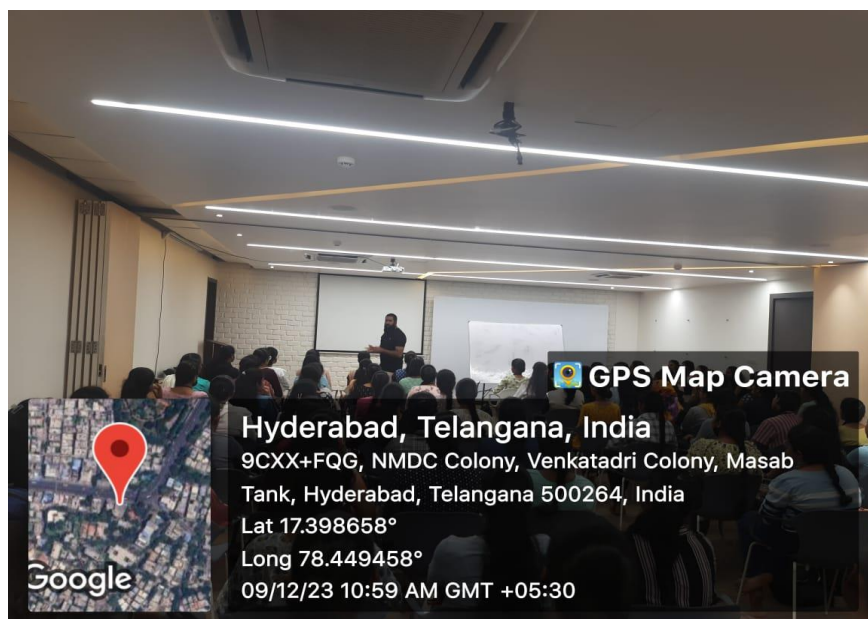 GPS Map Camera
Hyderabad, Telangana, India
9CXX+FQG, NMDC Colony, Venkatadri Colony, Masab
Tank, Hyderabad, Telangana 500264, India
Lat 17.398658°
Long 78.449458°
09/12/23 10:59 AM GMT +05:30
Google